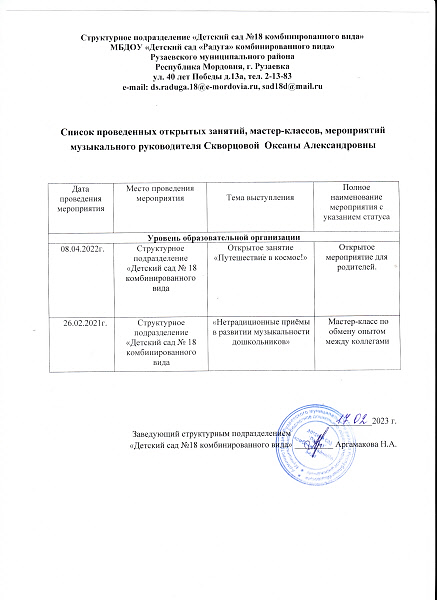 Структурное подразделение «Детский сад №18 комбинированного вида»
МБДОУ «Детский сад «Радуга» комбинированного вида»
Рузаевского муниципального района
Республика Мордовия, г. Рузаевка
ул. 40 лет Победы д.13а, тел. 2-13-83
e-mail: ds.raduga.18@e-mordovia.ru, sad18d@mail.ru
Список проведенных открытых занятий, мастер-классов, мероприятий
музыкального руководителя Скворцовой Оксаны Александровны
Дата
проведения
мероприятия
Место проведения
мероприятия
Тема выступления
Полное
наименование
мероприятия с
указанием статуса
Уровень образовательной организации
08.04.2022г.
Структурное
подразделение
«Детский сад № 18
комбинированного
вида
Открытое занятие
«Путешествие в космос!»
Открытое
мероприятие для
родителей.
26.02.2021г.
Структурное
подразделение
«Детский сад № 18
комбинированного
вида
«Нетрадиционные приёмы
в развитии музыкальности
дошкольников»
Мастер-класс по
обмену опытом
между коллегами
17.02 2023 г.
Заведующий структурным подразделением
«Детский сад №18 комбинированного вида» Аргамакова Н.А.